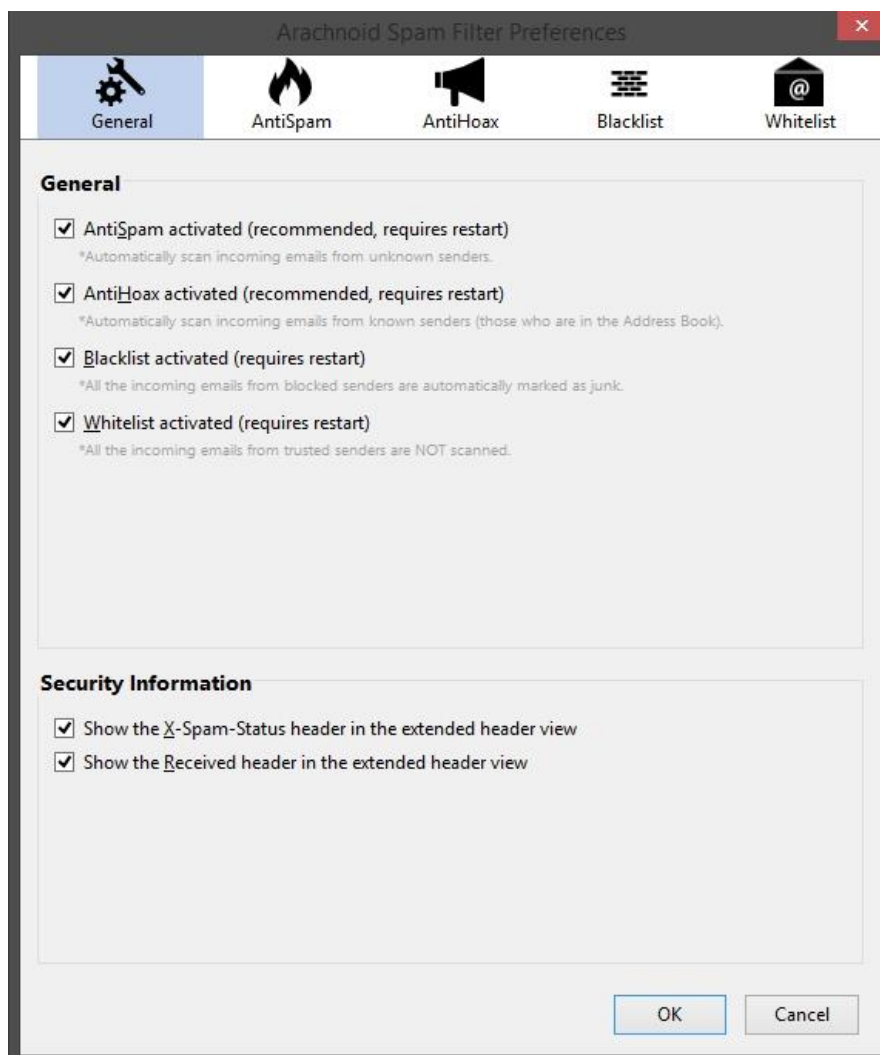 Arachnoid Spam Filter Preferences
General
AntiSpam
AntiHoax
Blacklist
@
Whitelist
General
AntiSpam activated (recommended, requires restart)
*Automatically scan incoming emails from unknown senders.
AntiHoax activated (recommended, requires restart)
*Automatically scan incoming emails from known senders (those who are in the Address Book).
Blacklist activated (requires restart)
*All the incoming emails from blocked senders are automatically marked as junk.
Whitelist activated (requires restart)
*All the incoming emails from trusted senders are NOT scanned.
Security Information
Show the X-Spam-Status header in the extended header view
Show the Received header in the extended header view
OK
Cancel